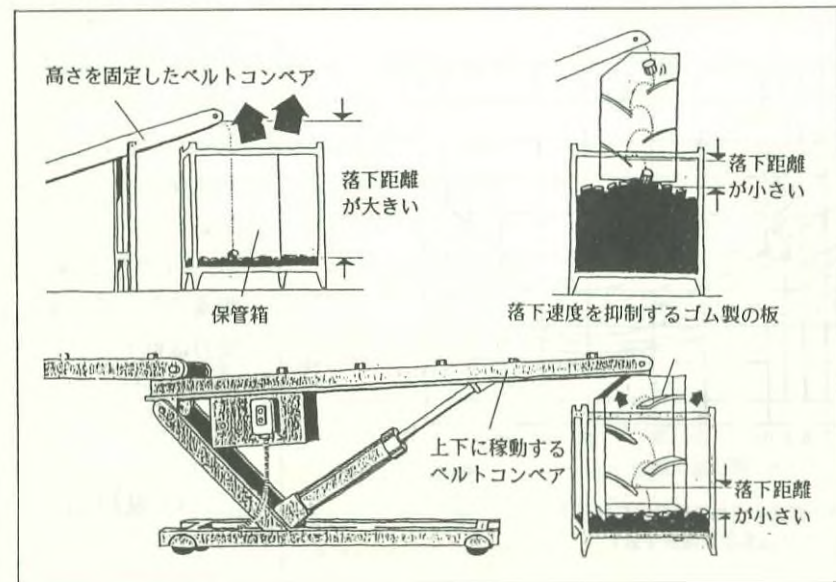 高さを固定したベルトコンベア
落下距離
が大きい
保管箱
落下距離
が小さい
落下速度を抑制するゴム製の板
上下に稼動する
ベルトコンベア
落下距離
が小さい